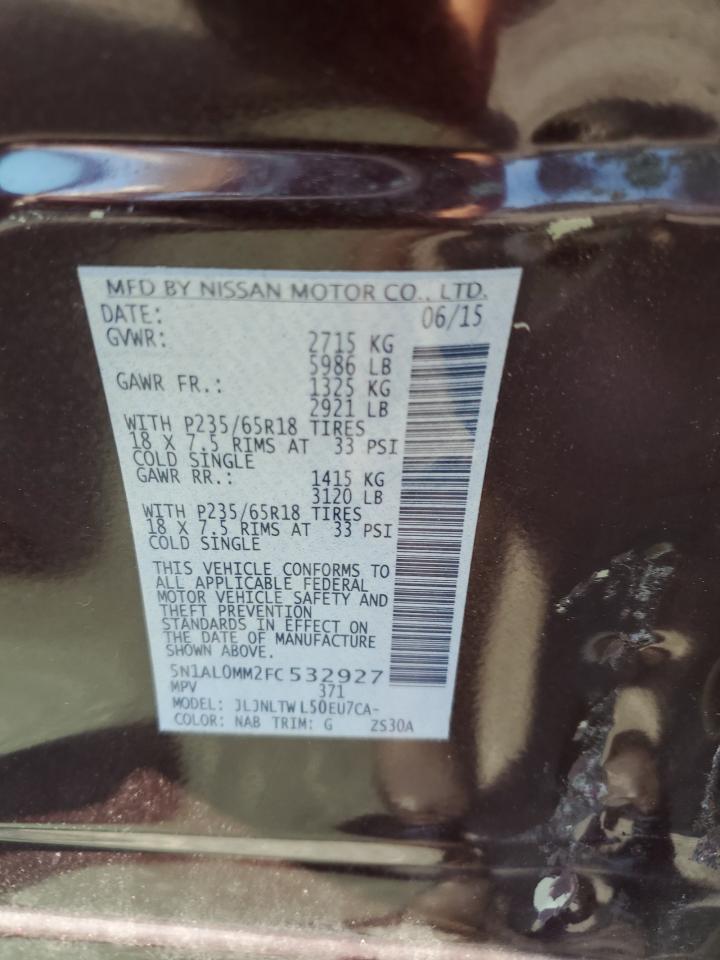 MFD BY NISSAN MOTOR CO., LTD.
DATE: 06/15
GVWR: 2715 KG
5986 LB
GAWR FR.: 1325 KG
2921 LB
WITH P235/65R18 TIRES
18 X 7.5 RIMS AT 33 PSI
COLD SINGLE
GAWR RR.: 1415 KG
3120 LB
WITH P235/65R18 TIRES
18 X 7.5 RIMS AT 33 PSI
COLD SINGLE
THIS VEHICLE CONFORMS TO
ALL APPLICABLE FEDERAL
MOTOR VEHICLE SAFETY AND
THEFT PREVENTION
STANDARDS IN EFFECT ON
THE DATE OF MANUFACTURE
SHOWN ABOVE.
5N1AL0MM2FC532927
MPV 371
MODEL: JLJNLTWL50EU7CA-
COLOR: NAB TRIM: G ZS30A